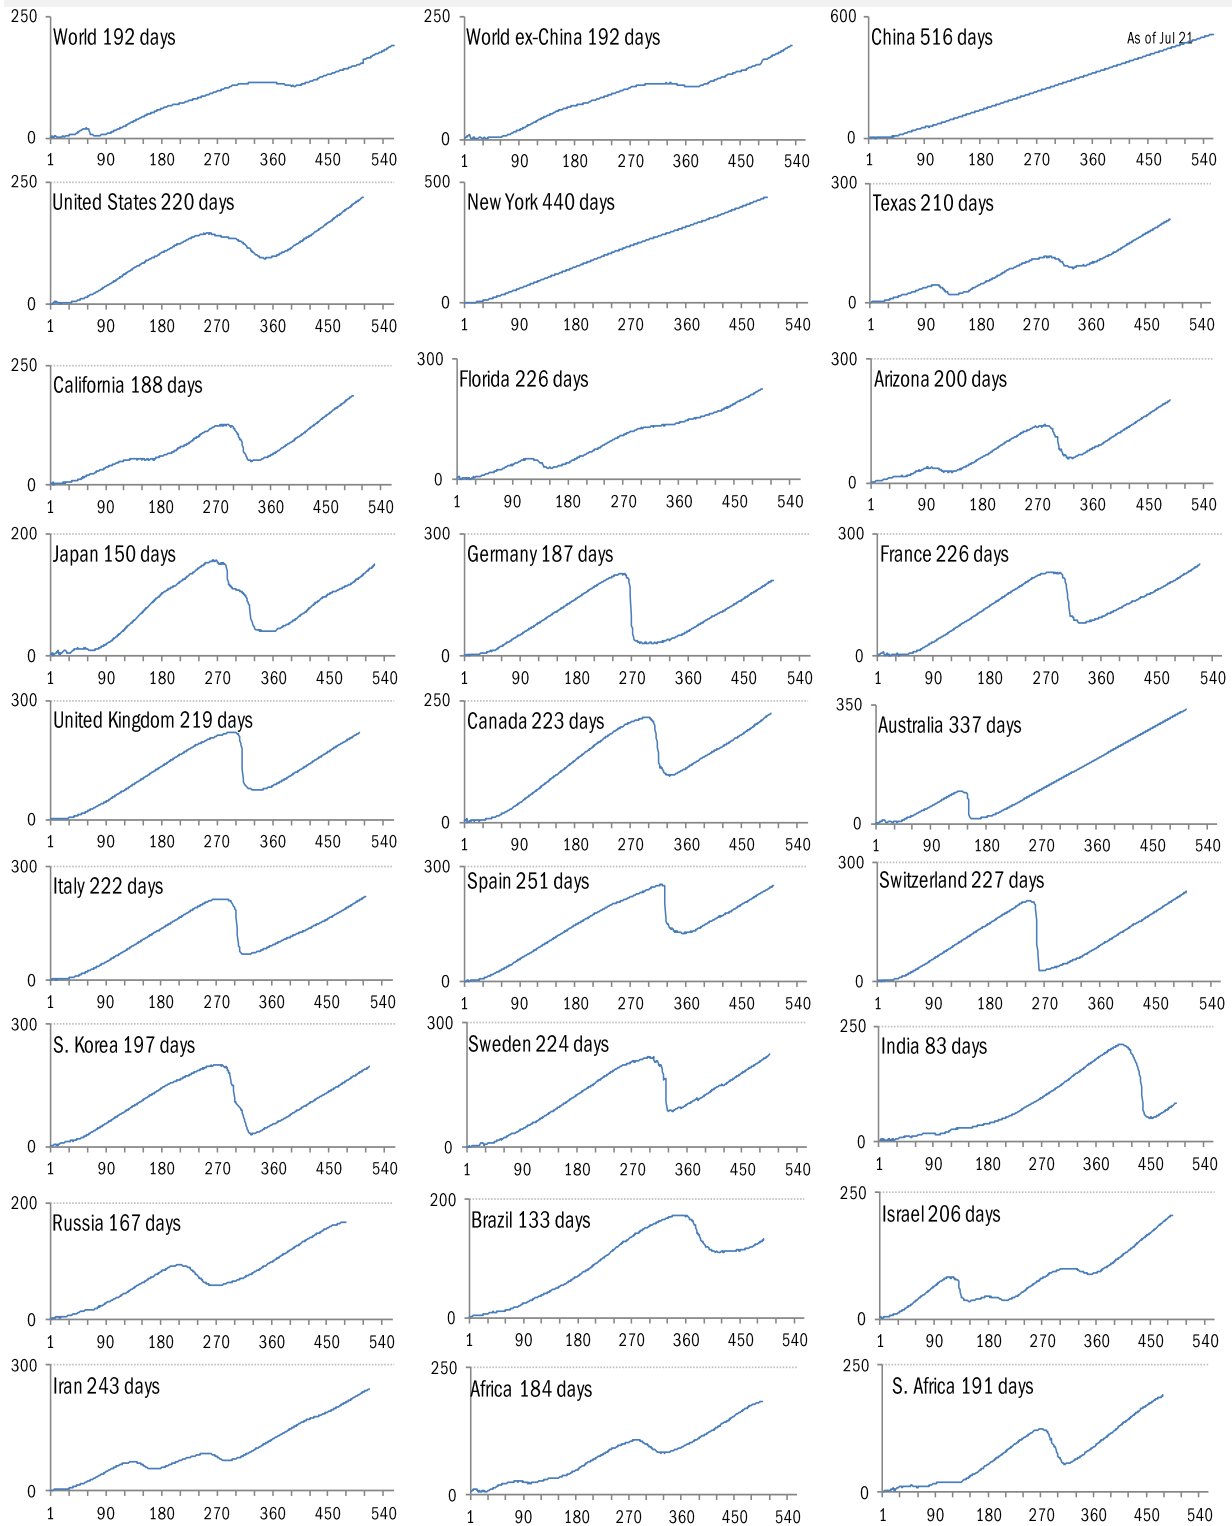 250
World 192 days
0
1 90 180 270 360 450 540
250
World ex-China 192 days
0
1 90 180 270 360 450 540
600
China 516 days
As of Jul 21
0
1 90 180 270 360 450 540
250
United States 220 days
0
1 90 180 270 360 450 540
500
New York 440 days
0
1 90 180 270 360 450 540
300
Texas 210 days
0
1 90 180 270 360 450 540
250
California 188 days
0
1 90 180 270 360 450 540
300
Florida 226 days
0
1 90 180 270 360 450 540
300
Arizona 200 days
0
1 90 180 270 360 450 540
200
Japan 150 days
0
1 90 180 270 360 450 540
300
Germany 187 days
0
1 90 180 270 360 450 540
300
France 226 days
0
1 90 180 270 360 450 540
300
United Kingdom 219 days
0
1 90 180 270 360 450 540
250
Canada 223 days
0
1 90 180 270 360 450 540
350
Australia 337 days
0
1 90 180 270 360 450 540
300
Italy 222 days
0
1 90 180 270 360 450 540
300
Spain 251 days
0
1 90 180 270 360 450 540
300
Switzerland 227 days
0
1 90 180 270 360 450 540
300
S. Korea 197 days
0
1 90 180 270 360 450 540
300
Sweden 224 days
0
1 90 180 270 360 450 540
250
India 83 days
0
1 90 180 270 360 450 540
200
Russia 167 days
0
1 90 180 270 360 450 540
200
Brazil 133 days
0
1 90 180 270 360 450 540
250
Israel 206 days
0
1 90 180 270 360 450 540
300
Iran 243 days
0
1 90 180 270 360 450 540
250
Africa 184 days
0
1 90 180 270 360 450 540
250
S. Africa 191 days
0
1 90 180 270 360 450 540